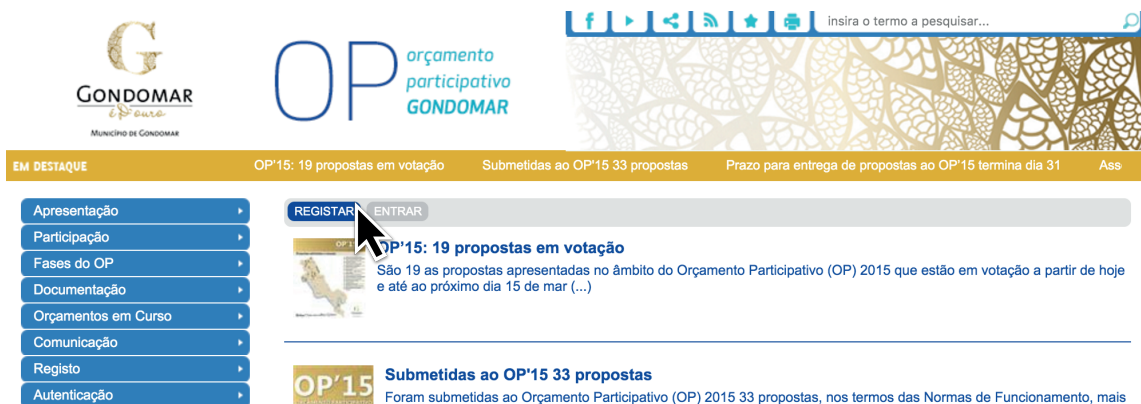 insira o termo a pesquisar...
GONDOMAR
é D'ouro
MUNICÍPIO DE GONDOMAR
OP orçamento
participativo
GONDOMAR
EM DESTAQUE OP'15: 19 propostas em votação Submetidas ao OP'15 33 propostas Prazo para entrega de propostas ao OP'15 termina dia 31 Ass
Apresentação
Participação
Fases do OP
Documentação
Orçamentos em Curso
Comunicação
Registo
Autenticação
REGISTAR ENTRAR
OP'15: 19 propostas em votação
São 19 as propostas apresentadas no âmbito do Orçamento Participativo (OP) 2015 que estão em votação a partir de hoje
e até ao próximo dia 15 de mar (...)
OP'15
Submetidas ao OP'15 33 propostas
Foram submetidas ao Orçamento Participativo (OP) 2015 33 propostas, nos termos das Normas de Funcionamento, mais